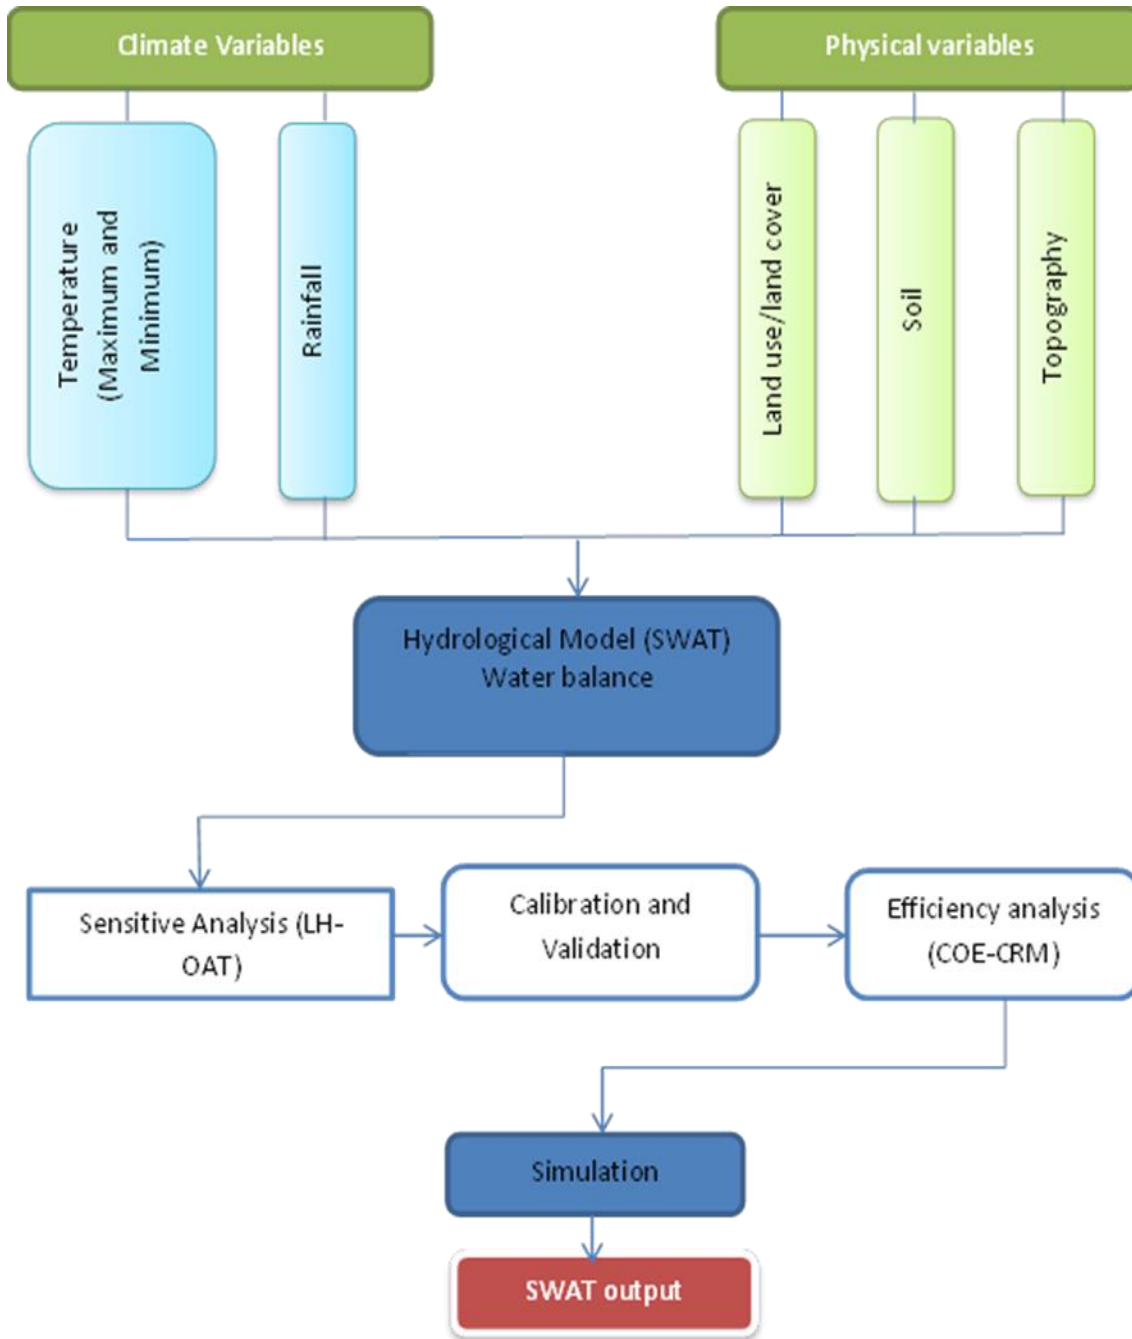 Climate Variables
Physical variables
Temperature
(Maximum and
Minimum)
Rainfall
Land use/land cover
Soil
Topography
Hydrological Model (SWAT)
Water balance
Sensitive Analysis (LH-
OAT)
Calibration and
Validation
Efficiency analysis
(COE-CRM)
Simulation
SWAT output